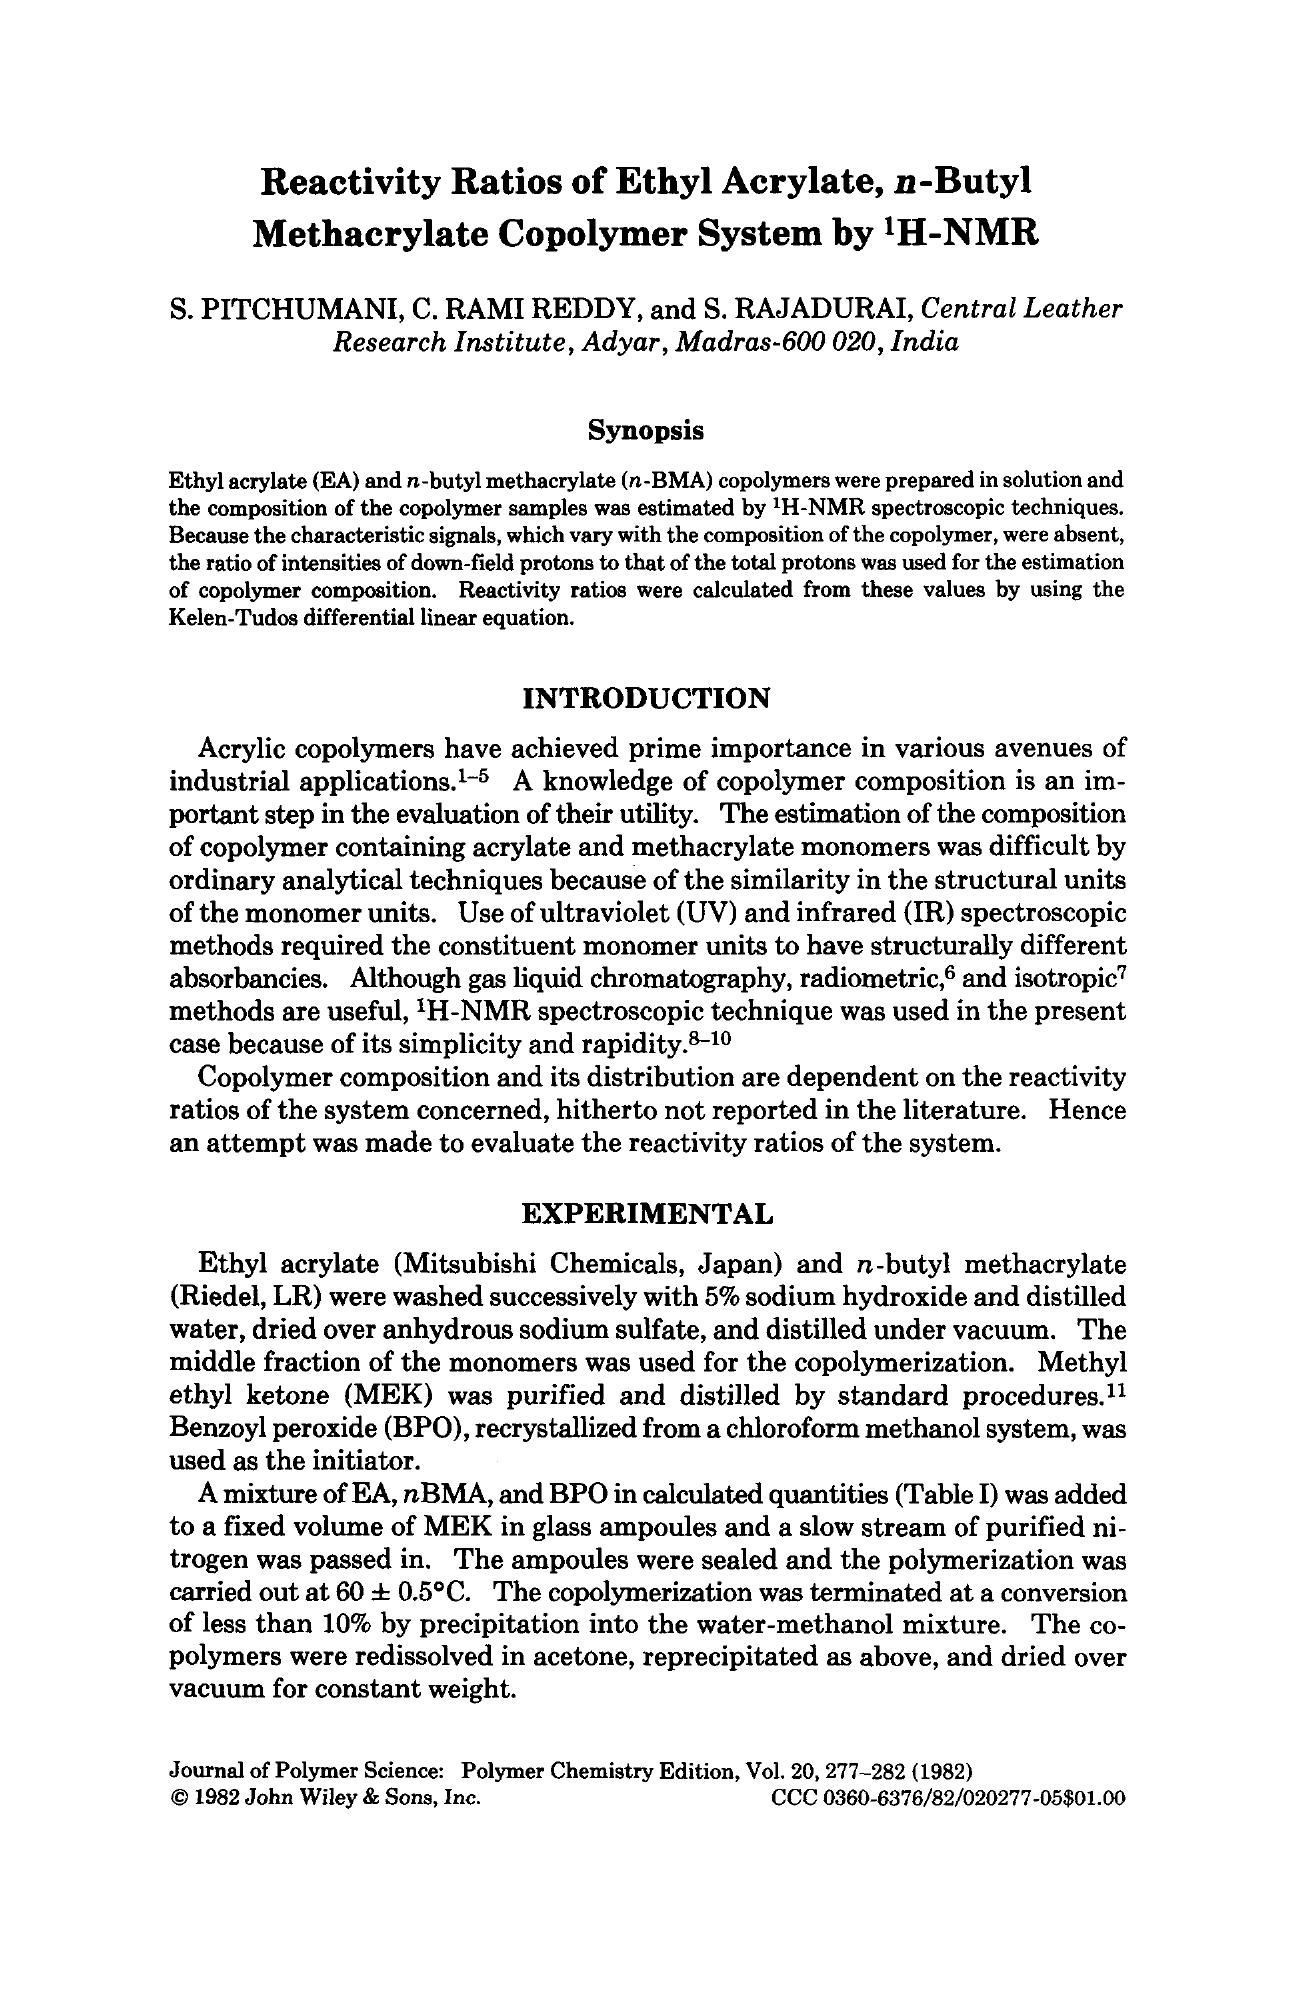 Reactivity Ratios of Ethyl Acrylate, n-Butyl
Methacrylate Copolymer System by ¹H-NMR
S. PITCHUMANI, C. RAMI REDDY, and S. RAJADURAI, Central Leather
Research Institute, Adyar, Madras-600 020, India
Synopsis
Ethyl acrylate (EA) and n-butyl methacrylate (n-BMA) copolymers were prepared in solution and
the composition of the copolymer samples was estimated by ¹H-NMR spectroscopic techniques.
Because the characteristic signals, which vary with the composition of the copolymer, were absent,
the ratio of intensities of down-field protons to that of the total protons was used for the estimation
of copolymer composition. Reactivity ratios were calculated from these values by using the
Kelen-Tudos differential linear equation.
INTRODUCTION
Acrylic copolymers have achieved prime importance in various avenues of
industrial applications.¹⁻⁵ A knowledge of copolymer composition is an im-
portant step in the evaluation of their utility. The estimation of the composition
of copolymer containing acrylate and methacrylate monomers was difficult by
ordinary analytical techniques because of the similarity in the structural units
of the monomer units. Use of ultraviolet (UV) and infrared (IR) spectroscopic
methods required the constituent monomer units to have structurally different
absorbancies. Although gas liquid chromatography, radiometric,⁶ and isotropic⁷
methods are useful, ¹H-NMR spectroscopic technique was used in the present
case because of its simplicity and rapidity.⁸⁻¹⁰
Copolymer composition and its distribution are dependent on the reactivity
ratios of the system concerned, hitherto not reported in the literature. Hence
an attempt was made to evaluate the reactivity ratios of the system.
EXPERIMENTAL
Ethyl acrylate (Mitsubishi Chemicals, Japan) and n-butyl methacrylate
(Riedel, LR) were washed successively with 5% sodium hydroxide and distilled
water, dried over anhydrous sodium sulfate, and distilled under vacuum. The
middle fraction of the monomers was used for the copolymerization. Methyl
ethyl ketone (MEK) was purified and distilled by standard procedures.¹¹
Benzoyl peroxide (BPO), recrystallized from a chloroform methanol system, was
used as the initiator.
A mixture of EA, nBMA, and BPO in calculated quantities (Table I) was added
to a fixed volume of MEK in glass ampoules and a slow stream of purified ni-
trogen was passed in. The ampoules were sealed and the polymerization was
carried out at 60 ± 0.5°C. The copolymerization was terminated at a conversion
of less than 10% by precipitation into the water-methanol mixture. The co-
polymers were redissolved in acetone, reprecipitated as above, and dried over
vacuum for constant weight.
Journal of Polymer Science: Polymer Chemistry Edition, Vol. 20, 277–282 (1982)
© 1982 John Wiley & Sons, Inc. CCC 0360-6376/82/020277-05$01.00